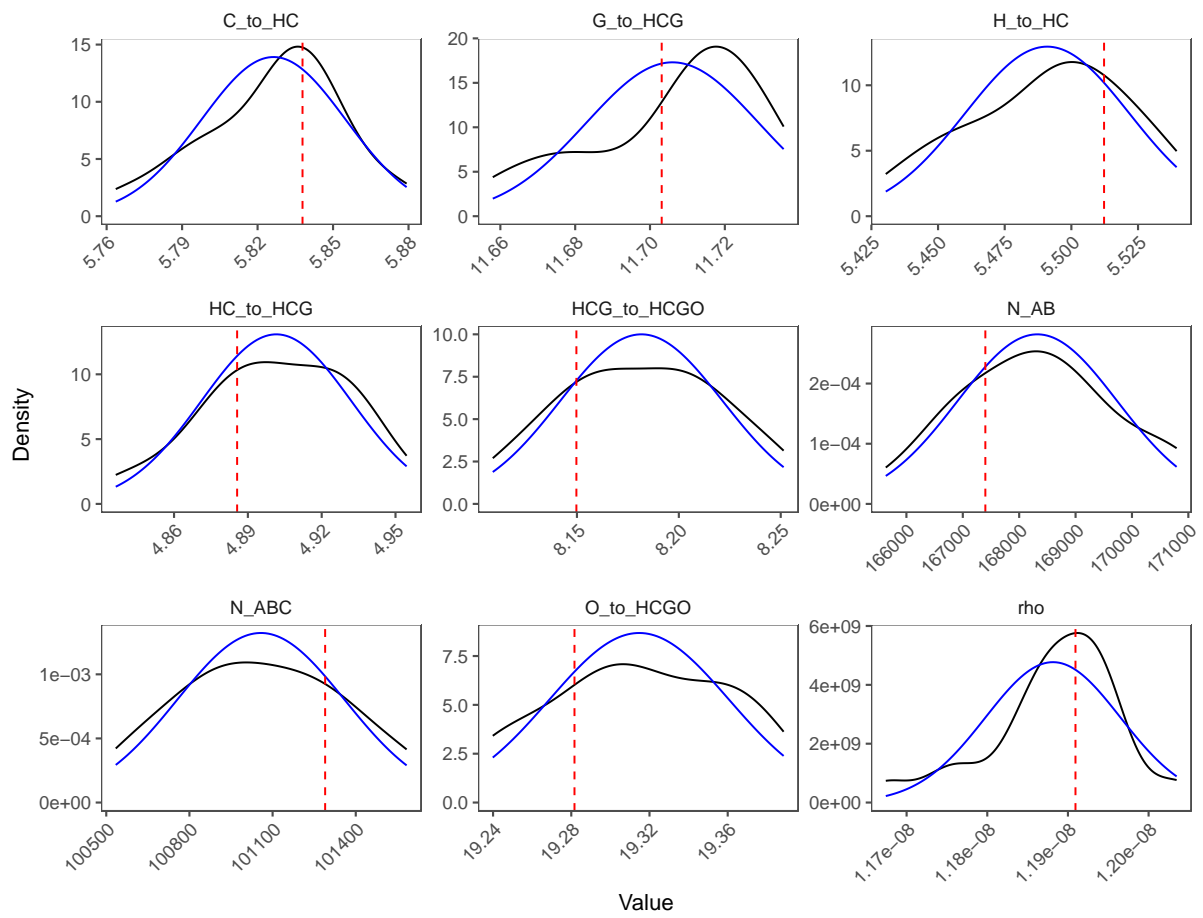 C_to_HC
G_to_HCG
H_to_HC
15
10
5
0
5.76
5.79
5.82
5.85
5.88
20
15
10
5
0
11.66
11.68
11.70
11.72
10
5
0
5.425
5.450
5.475
5.500
5.525
HC_to_HCG
HCG_to_HCGO
N_AB
10
5
0
4.86
4.89
4.92
4.95
10.0
7.5
5.0
2.5
0.0
8.15
8.20
8.25
2e−04
1e−04
0e+00
166000
167000
168000
169000
170000
171000
Density
N_ABC
O_to_HCGO
rho
1e−03
5e−04
0e+00
100500
100800
101100
101400
7.5
5.0
2.5
0.0
19.24
19.28
19.32
19.36
6e+09
4e+09
2e+09
0e+00
1.17e−08
1.18e−08
1.19e−08
1.20e−08
Value